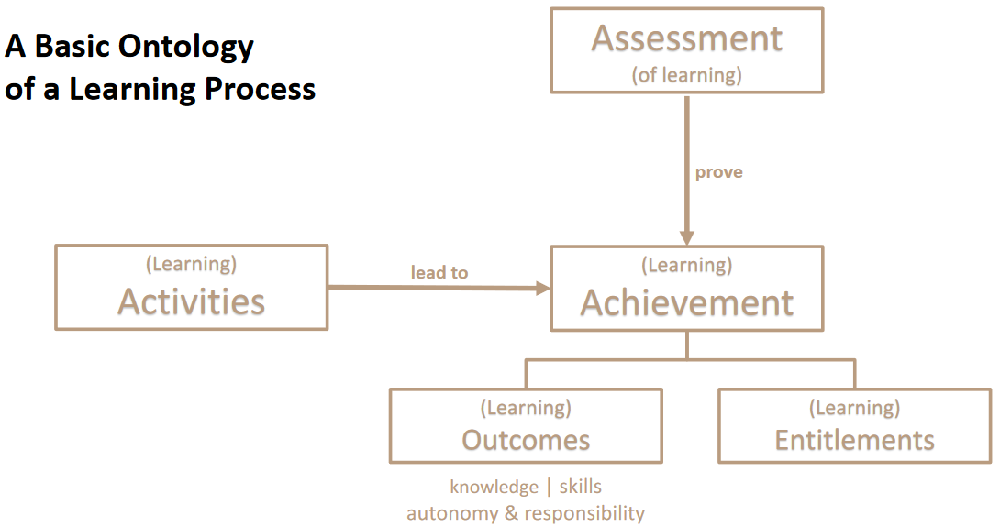 A Basic Ontology
of a Learning Process
Assessment
(of learning)
prove
(Learning)
Activities
lead to
(Learning)
Achievement
(Learning)
Outcomes
(Learning)
Entitlements
knowledge | skills
autonomy & responsibility